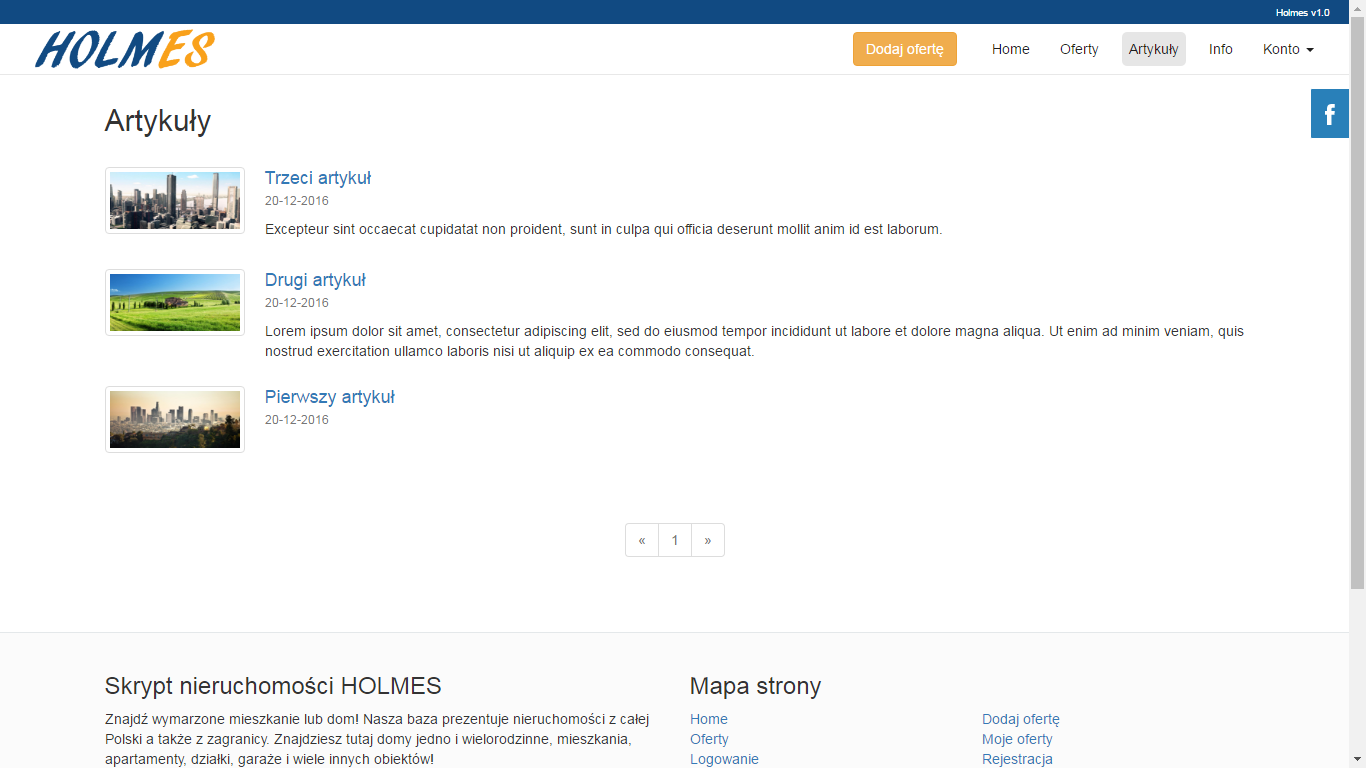 Holmes v1.0
HOLMES
Dodaj ofertę
Home
Oferty
Artykuły
Info
Konto
f
Artykuły
Trzeci artykuł
20-12-2016
Excepteur sint occaecat cupidatat non proident, sunt in culpa qui officia deserunt mollit anim id est laborum.
Drugi artykuł
20-12-2016
Lorem ipsum dolor sit amet, consectetur adipiscing elit, sed do eiusmod tempor incididunt ut labore et dolore magna aliqua. Ut enim ad minim veniam, quis
nostrud exercitation ullamco laboris nisi ut aliquip ex ea commodo consequat.
Pierwszy artykuł
20-12-2016
« 1 »
Skrypt nieruchomości HOLMES
Znajdź wymarzone mieszkanie lub dom! Nasza baza prezentuje nieruchomości z całej
Polski a także z zagranicy. Znajdziesz tutaj domy jedno i wielorodzinne, mieszkania,
apartamenty, działki, garaże i wiele innych obiektów!
Mapa strony
Home
Oferty
Logowanie
Dodaj ofertę
Moje oferty
Rejestracja